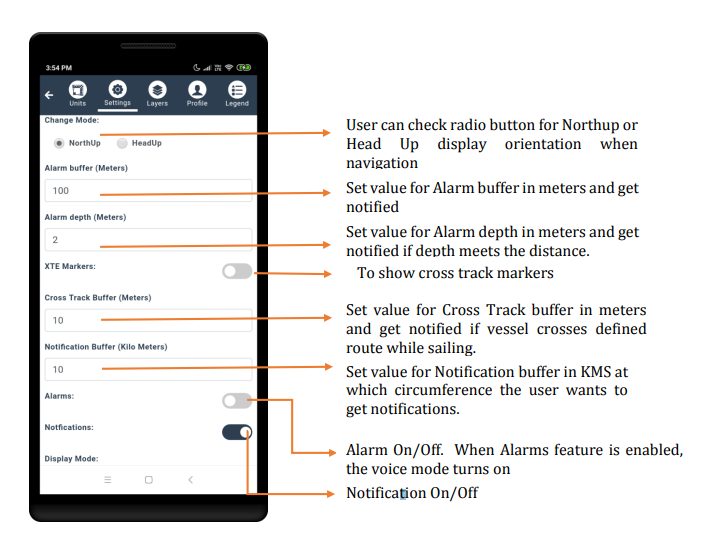 3:54 PM
Units Settings Layers Profile Legend
Change Mode:
NorthUp HeadUp
Alarm buffer (Meters)
100
Alarm depth (Meters)
2
XTE Markers:
Cross Track Buffer (Meters)
10
Notification Buffer (Kilo Meters)
10
Alarms:
Notfications:
Display Mode:
User can check radio button for Northup or
Head Up display orientation when
navigation
Set value for Alarm buffer in meters and get
notified
Set value for Alarm depth in meters and get
notified if depth meets the distance.
To show cross track markers
Set value for Cross Track buffer in meters
and get notified if vessel crosses defined
route while sailing.
Set value for Notification buffer in KMS at
which circumference the user wants to
get notifications.
Alarm On/Off. When Alarms feature is enabled,
the voice mode turns on
Notification On/Off